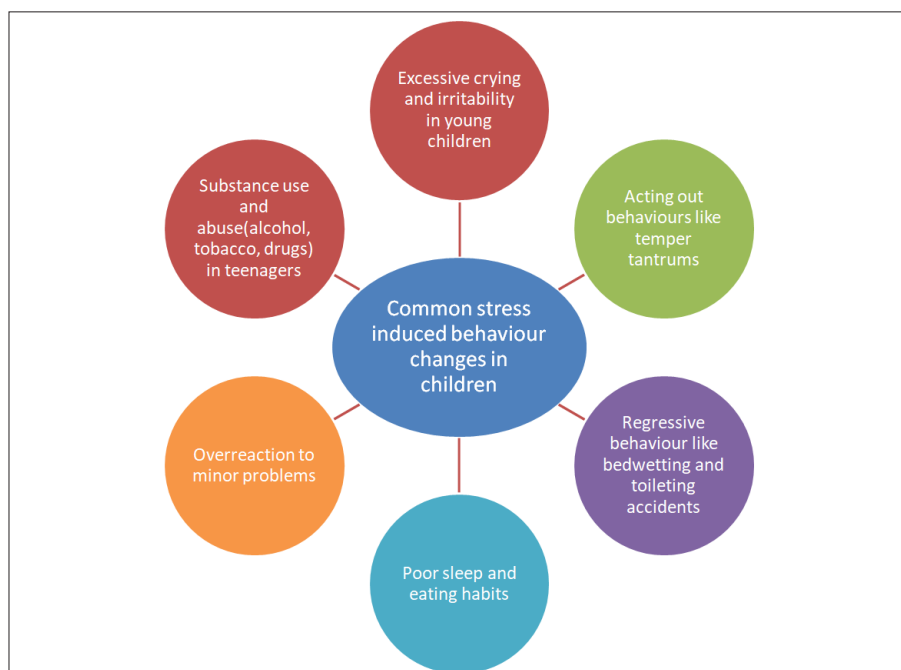 Excessive crying
and irritability
in young
children
Acting out
behaviours like
temper
tantrums
Regressive
behaviour like
bedwetting and
toileting
accidents
Poor sleep and
eating habits
Overreaction to
minor problems
Substance use
and
abuse(alcohol,
tobacco, drugs)
in teenagers
Common stress
induced behaviour
changes in
children